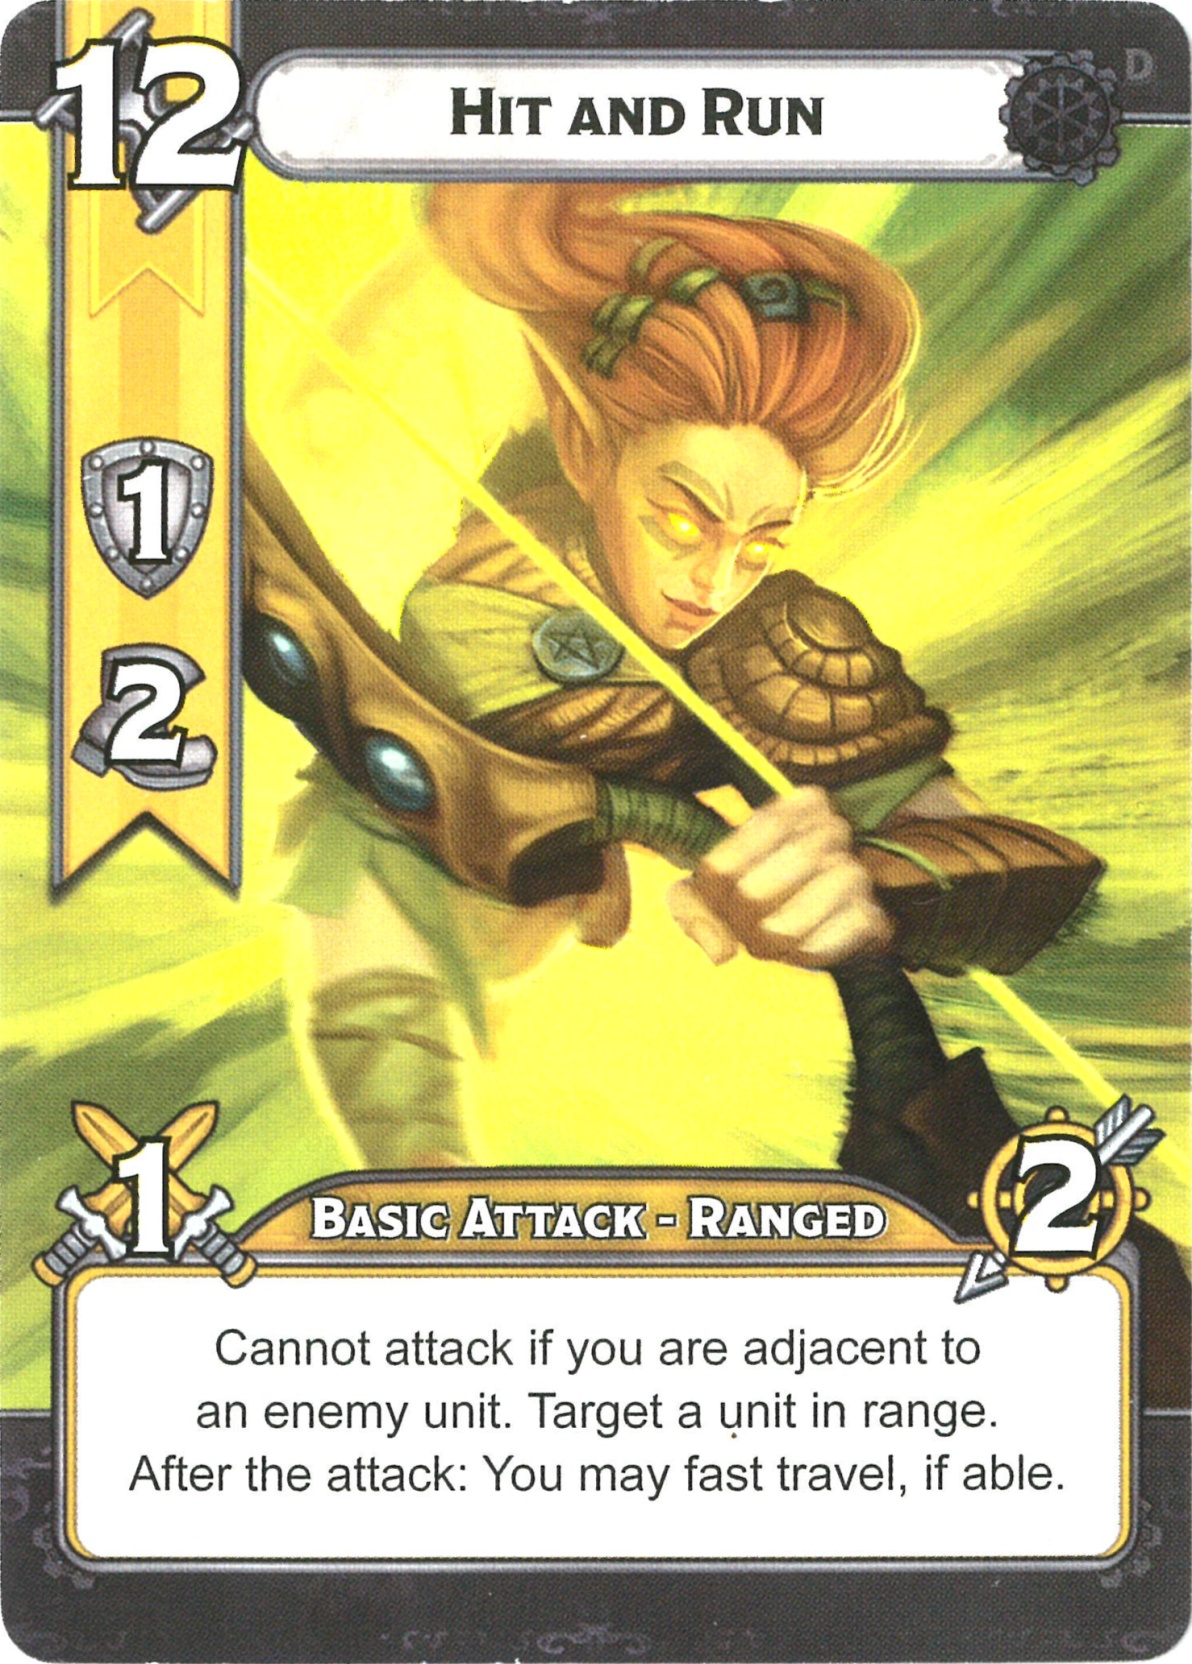 12
HIT AND RUN
D
1
2
1
BASIC ATTACK - RANGED
2
Cannot attack if you are adjacent to
an enemy unit. Target a unit in range.
After the attack: You may fast travel, if able.